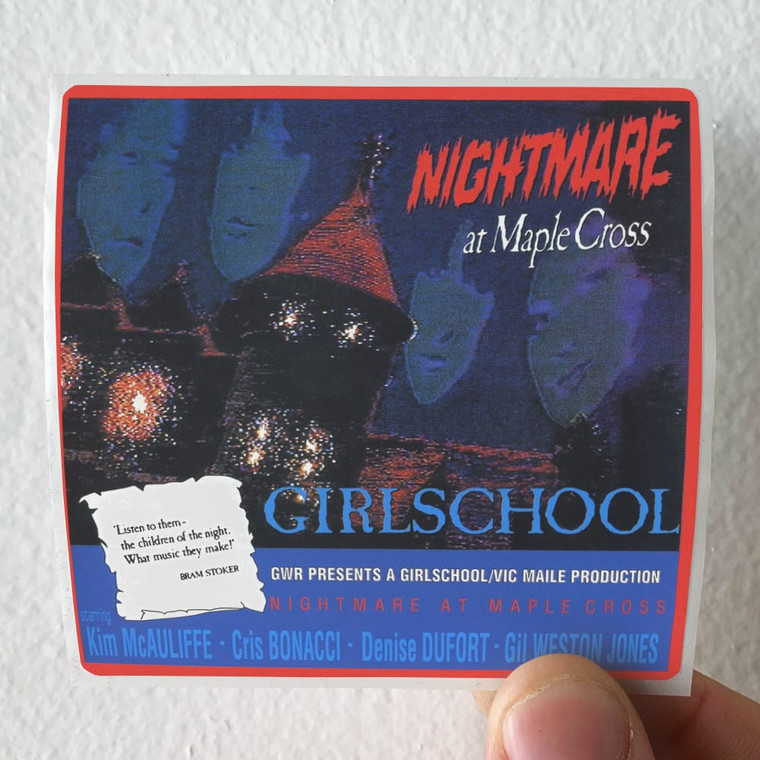 NIGHTMARE
at Maple Cross
GIRLSCHOOL
"Listen to them-
the children of the night.
What music they make!"
BRAM STOKER
GWR PRESENTS A GIRLSCHOOL/VIC MAILE PRODUCTION
NIGHTMARE AT MAPLE CROSS
starring
Kim McAULIFFE · Cris BONACCI · Denise DUFORT · Gil WESTON JONES